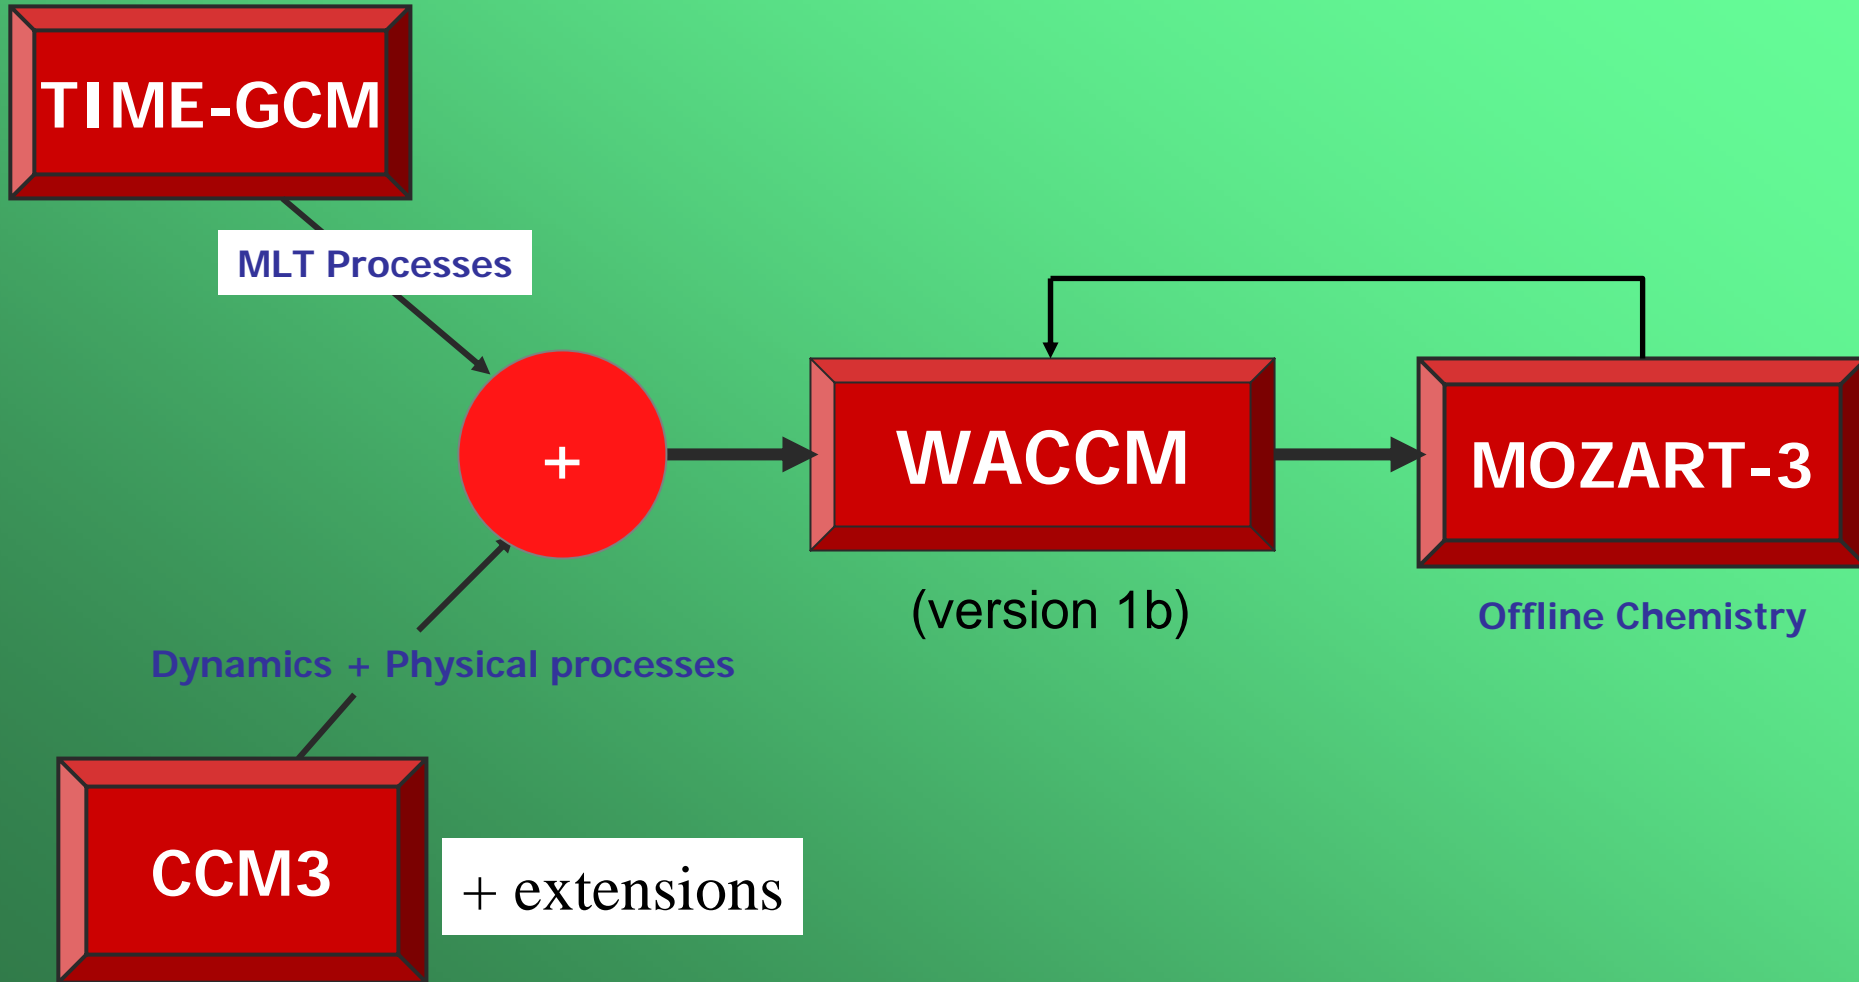 TIME-GCM
MLT Processes
+
WACCM
MOZART-3
(version 1b)
Offline Chemistry
Dynamics + Physical processes
CCM3
+ extensions